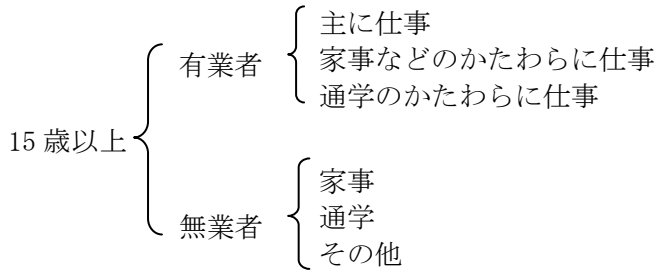 主に仕事
有業者
家事などのかたわらに仕事
通学のかたわらに仕事
15歳以上
家事
無業者
通学
その他